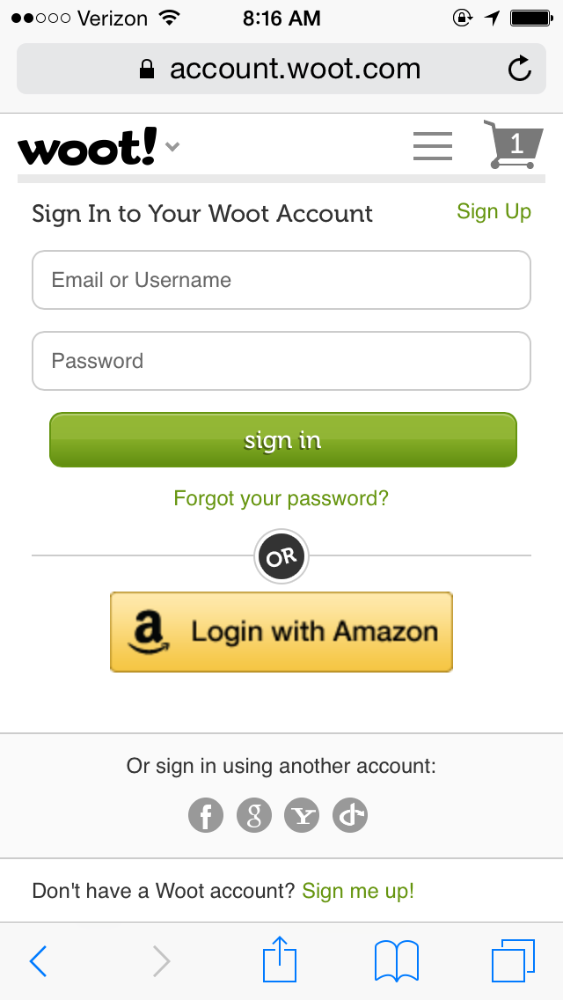 Verizon 8:16 AM
account.woot.com
woot! 1
Sign In to Your Woot Account Sign Up
Email or Username
Password
sign in
Forgot your password?
OR
a Login with Amazon
Or sign in using another account:
f g Y
Don't have a Woot account? Sign me up!